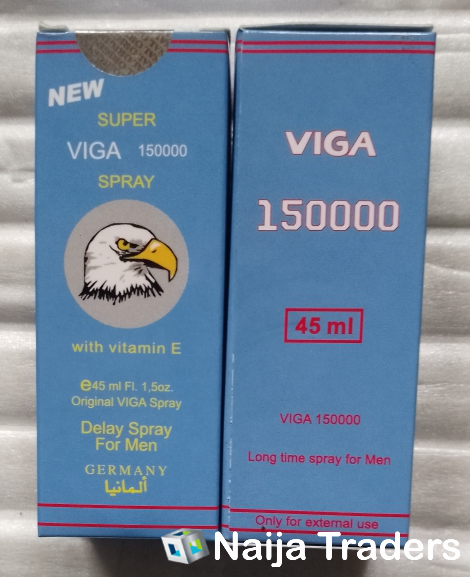 NEW
SUPER
VIGA 150000
SPRAY
with vitamin E
e45 ml Fl. 1,5oz.
Original VIGA Spray
Delay Spray
For Men
GERMANY
ألمانيا
VIGA
150000
45 ml
VIGA 150000
Long time spray for Men
Only for external use
Naija Traders